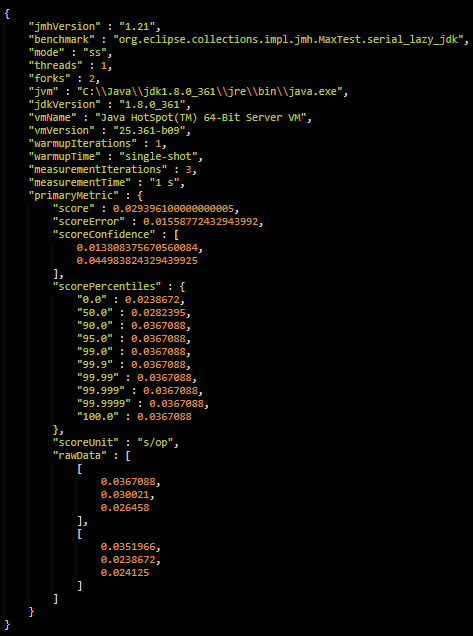 {
"jmhVersion" : "1.21",
"benchmark" : "org.eclipse.collections.impl.jmh.MaxTest.serial_lazy_jdk",
"mode" : "ss",
"threads" : 1,
"forks" : 2,
"jvm" : "C:\\Java\\jdk1.8.0_361\\jre\\bin\\java.exe",
"jdkVersion" : "1.8.0_361",
"vmName" : "Java HotSpot(TM) 64-Bit Server VM",
"vmVersion" : "25.361-b09",
"warmupIterations" : 1,
"warmupTime" : "single-shot",
"measurementIterations" : 3,
"measurementTime" : "1 s",
"primaryMetric" : {
"score" : 0.029396100000000005,
"scoreError" : 0.01558772432943992,
"scoreConfidence" : [
0.013808375670560084,
0.044983824329439925
],
"scorePercentiles" : {
"0.0" : 0.0238672,
"50.0" : 0.0282395,
"90.0" : 0.0367088,
"95.0" : 0.0367088,
"99.0" : 0.0367088,
"99.9" : 0.0367088,
"99.99" : 0.0367088,
"99.999" : 0.0367088,
"99.9999" : 0.0367088,
"100.0" : 0.0367088
},
"scoreUnit" : "s/op",
"rawData" : [
[
0.0367088,
0.030021,
0.026458
],
[
0.0351966,
0.0238672,
0.024125
]
]
}
}